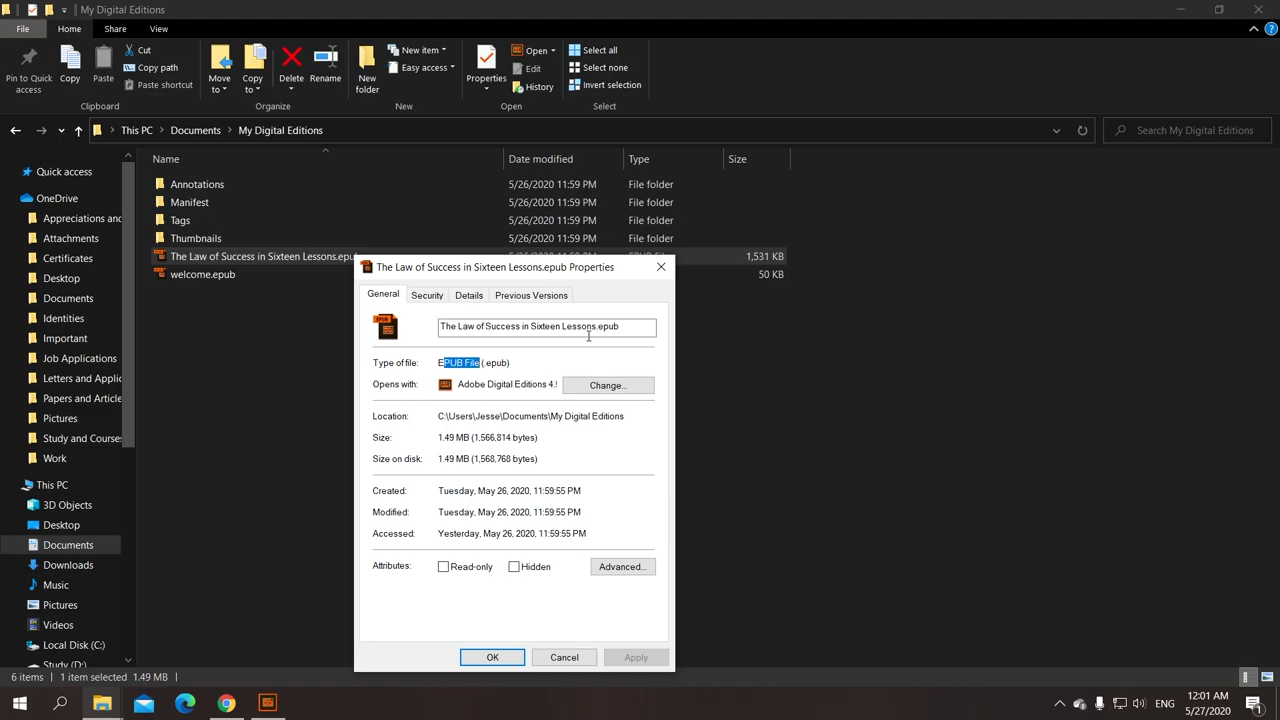 My Digital Editions
File Home Share View
Pin to Quick access
Copy
Paste
Cut
Copy path
Paste shortcut
Clipboard
Move to
Copy to
Delete
Rename
Organize
New folder
New item
Easy access
New
Properties
Open
Edit
History
Open
Select all
Select none
Invert selection
Select
This PC > Documents > My Digital Editions
Search My Digital Editions
Name Date modified Type Size
Annotations 5/26/2020 11:59 PM File folder
Manifest 5/26/2020 11:59 PM File folder
Tags 5/26/2020 11:59 PM File folder
Thumbnails 5/26/2020 11:59 PM File folder
The Law of Success in Sixteen Lessons.epu 1,531 KB
welcome.epub 50 KB
Quick access
OneDrive
Appreciations and
Attachments
Certificates
Desktop
Documents
Identities
Important
Job Applications
Letters and Applic
Papers and Article
Pictures
Study and Course
Work
This PC
3D Objects
Desktop
Documents
Downloads
Music
Pictures
Videos
Local Disk (C:)
Study (D:)
The Law of Success in Sixteen Lessons.epub Properties
General Security Details Previous Versions
EPUB
The Law of Success in Sixteen Lessons.epub
Type of file: EPUB File (.epub)
Opens with: Adobe Digital Editions 4.5 Change...
Location: C:\Users\Jesse\Documents\My Digital Editions
Size: 1.49 MB (1,566,814 bytes)
Size on disk: 1.49 MB (1,568,768 bytes)
Created: Tuesday, May 26, 2020, 11:59:55 PM
Modified: Tuesday, May 26, 2020, 11:59:55 PM
Accessed: Yesterday, May 26, 2020, 11:59:55 PM
Attributes: Read-only Hidden Advanced...
OK Cancel Apply
6 items 1 item selected 1.49 MB
ENG
12:01 AM
5/27/2020
1